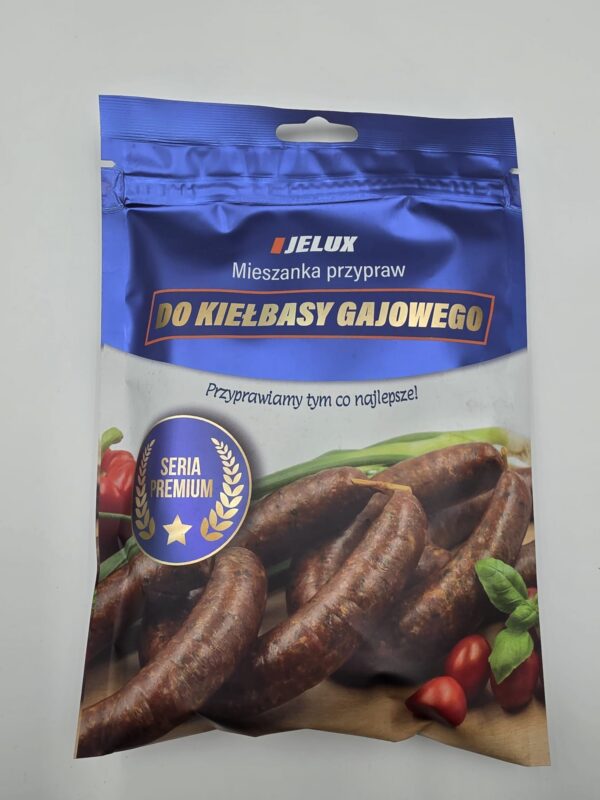 JELUX
Mieszanka przypraw
DO KIEŁBASY GAJOWEGO
Przyprawiamy tym co najlepsze!
SERIA
PREMIUM